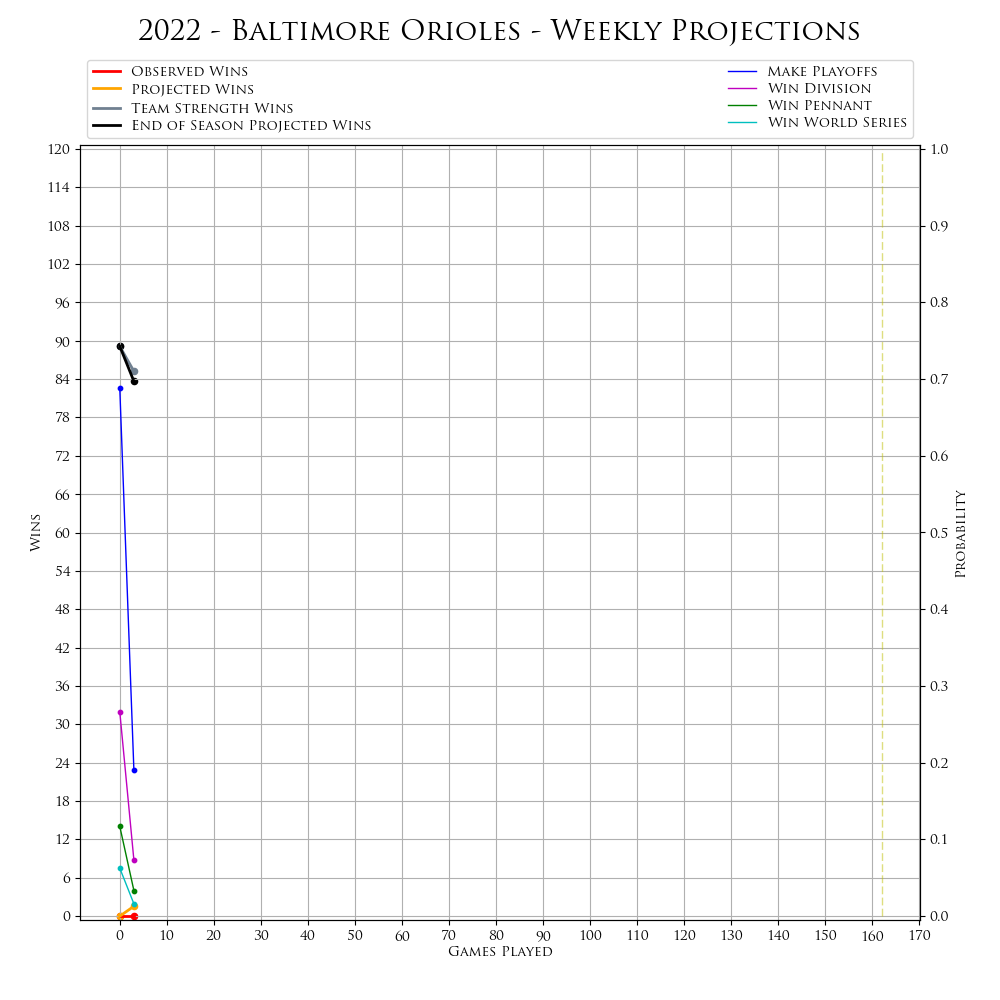 2022 - Baltimore Orioles - Weekly Projections
Observed Wins
Projected Wins
Team Strength Wins
End of Season Projected Wins
Make Playoffs
Win Division
Win Pennant
Win World Series
120
114
108
102
96
90
84
78
72
66
60
54
48
42
36
30
24
18
12
6
0
Wins
1.0
0.9
0.8
0.7
0.6
0.5
0.4
0.3
0.2
0.1
0.0
Probability
0 10 20 30 40 50 60 70 80 90 100 110 120 130 140 150 160 170
Games Played